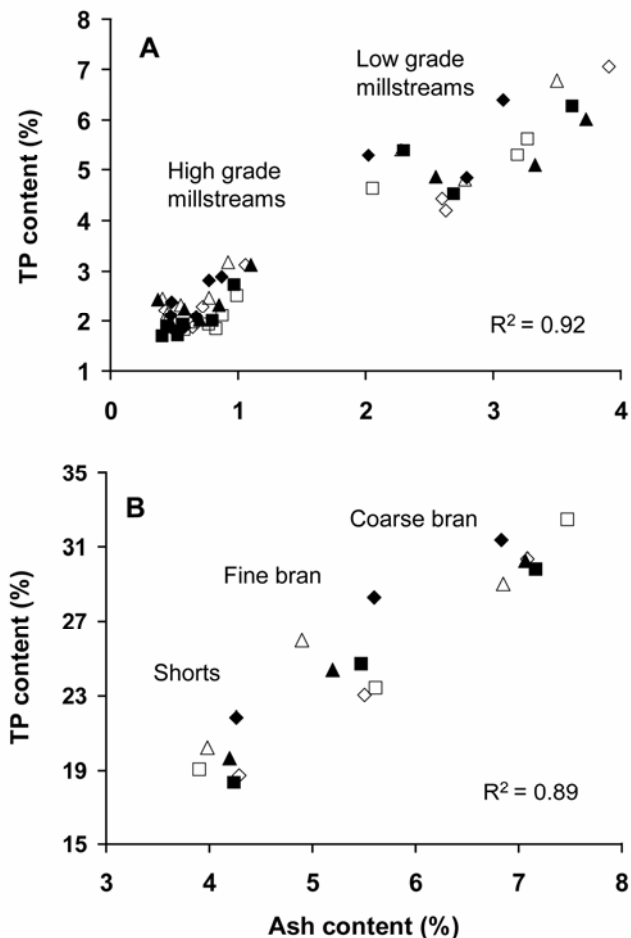 A
TP content (%)
8
7
6
5
4
3
2
1
Low grade
millstreams
High grade
millstreams
R² = 0.92
0 1 2 3 4
B
TP content (%)
35
31
27
23
19
15
Coarse bran
Fine bran
Shorts
R² = 0.89
3 4 5 6 7 8
Ash content (%)